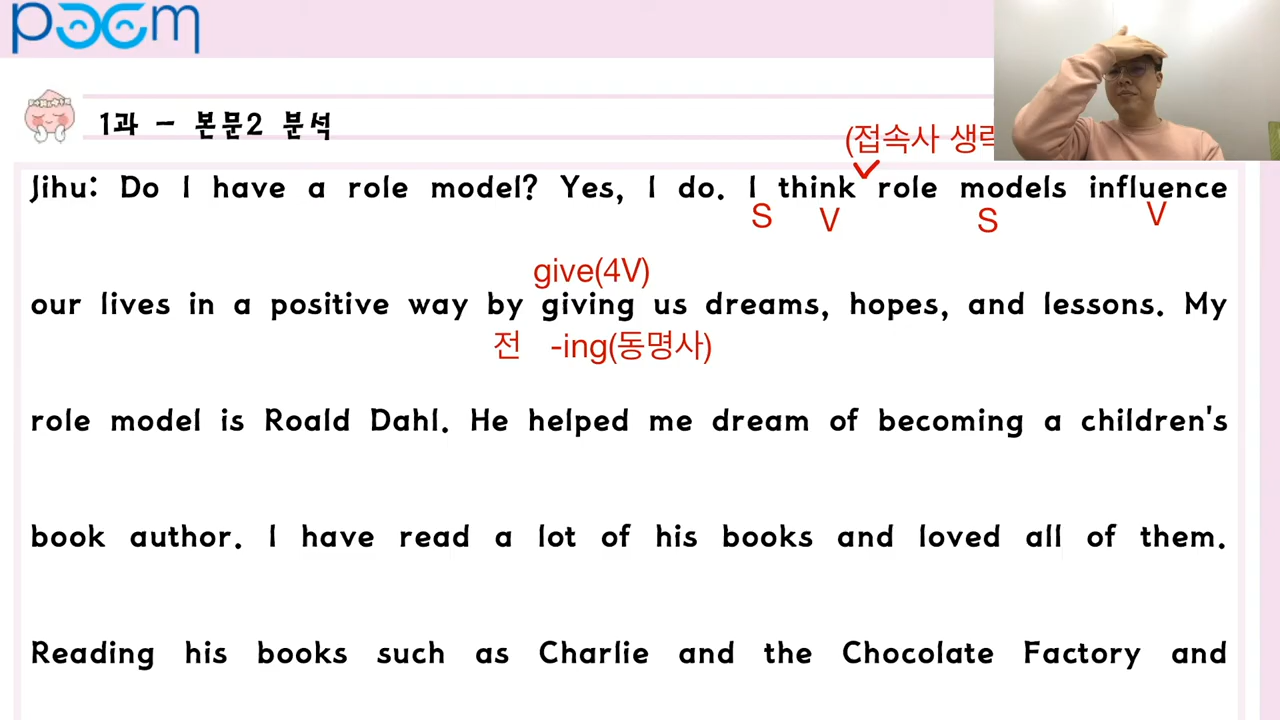 poem
1과 - 본문2 분석
(접속사 생략
Jihu: Do I have a role model? Yes, I do. I think role models influence
S V S V
give(4V)
our lives in a positive way by giving us dreams, hopes, and lessons. My
전 -ing(동명사)
role model is Roald Dahl. He helped me dream of becoming a children's
book author. I have read a lot of his books and loved all of them.
Reading his books such as Charlie and the Chocolate Factory and